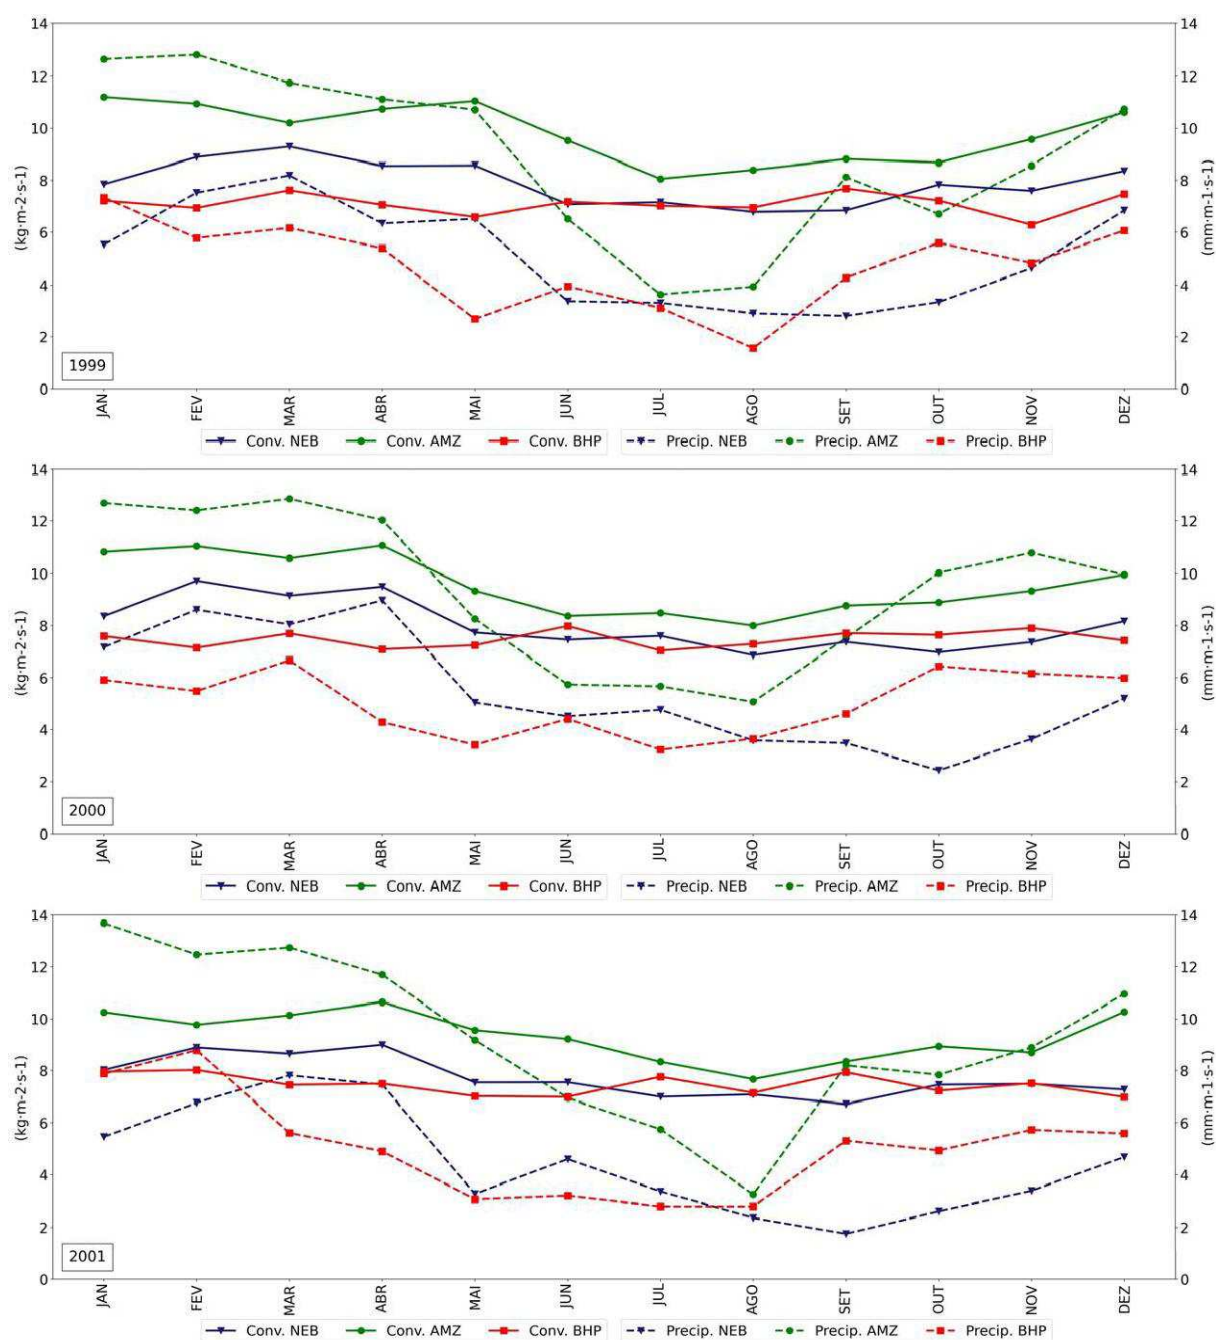 14 14
12 12
10 10
8 8
6 6
4 4
2 2
0 0
(kg·m-2·s-1)
(mm·m-1·s-1)
1999
JAN FEV MAR ABR MAI JUN JUL AGO SET OUT NOV DEZ
Conv. NEB Conv. AMZ Conv. BHP Precip. NEB Precip. AMZ Precip. BHP
14 14
12 12
10 10
8 8
6 6
4 4
2 2
0 0
(kg·m-2·s-1)
(mm·m-1·s-1)
2000
JAN FEV MAR ABR MAI JUN JUL AGO SET OUT NOV DEZ
Conv. NEB Conv. AMZ Conv. BHP Precip. NEB Precip. AMZ Precip. BHP
14 14
12 12
10 10
8 8
6 6
4 4
2 2
0 0
(kg·m-2·s-1)
(mm·m-1·s-1)
2001
JAN FEV MAR ABR MAI JUN JUL AGO SET OUT NOV DEZ
Conv. NEB Conv. AMZ Conv. BHP Precip. NEB Precip. AMZ Precip. BHP